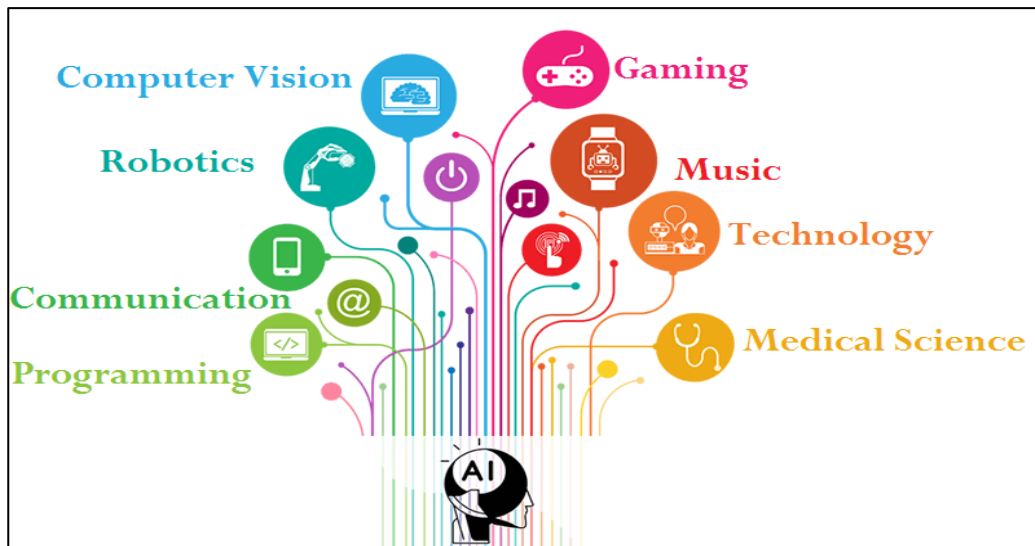 Computer Vision
Gaming
Robotics
Music
Technology
Communication
@
</>
Programming
Medical Science
AI